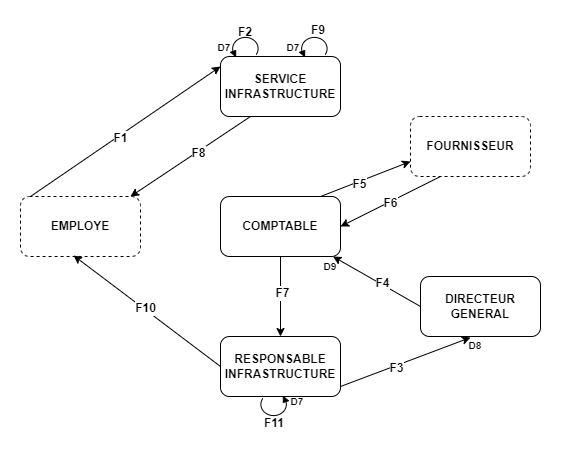 F2
F9
D7
D7
SERVICE
INFRASTRUCTURE
F1
F8
FOURNISSEUR
F5
F6
EMPLOYE
COMPTABLE
D9
F7
F4
DIRECTEUR
GENERAL
F10
D8
RESPONSABLE
INFRASTRUCTURE
F3
D7
F11